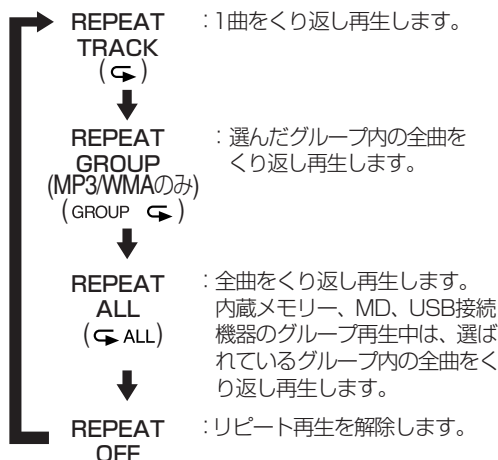 REPEAT :1曲をくり返し再生します。
TRACK
( )
REPEAT :選んだグループ内の全曲を
GROUP くり返し再生します。
(MP3/WMAのみ)
(GROUP )
REPEAT :全曲をくり返し再生します。
ALL 内蔵メモリー、MD、USB接続
( ALL) 機器のグループ再生中は、選ば
れているグループ内の全曲をく
り返し再生します。
REPEAT :リピート再生を解除します。
OFF